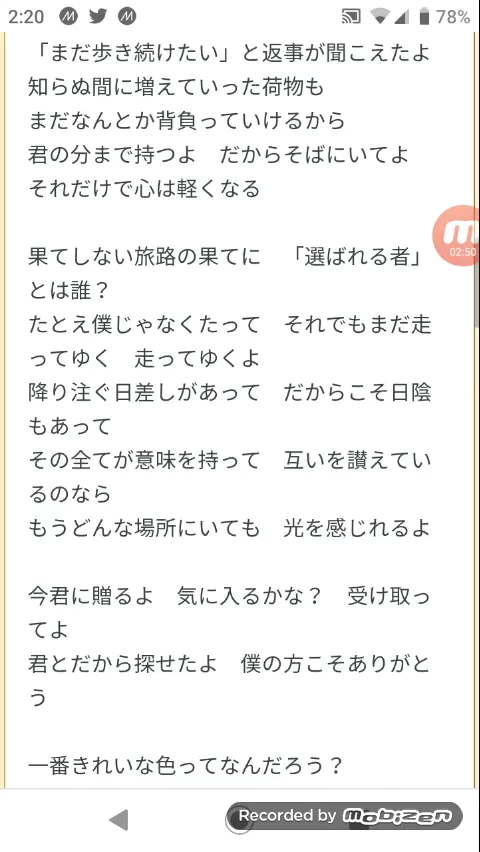 2:20
78%
「まだ歩き続けたい」と返事が聞こえたよ
知らぬ間に増えていった荷物も
まだなんとか背負っていけるから
君の分まで持つよ　だからそばにいてよ
それだけで心は軽くなる
02:50
果てしない旅路の果てに　「選ばれる者」
とは誰？
たとえ僕じゃなくたって　それでもまだ走
ってゆく　走ってゆくよ
降り注ぐ日差しがあって　だからこそ日陰
もあって
その全てが意味を持って　互いを讃えてい
るのなら
もうどんな場所にいても　光を感じれるよ
今君に贈るよ　気に入るかな？　受け取っ
てよ
君とだから探せたよ　僕の方こそありがと
う
一番きれいな色ってなんだろう？
Recorded by mobizen